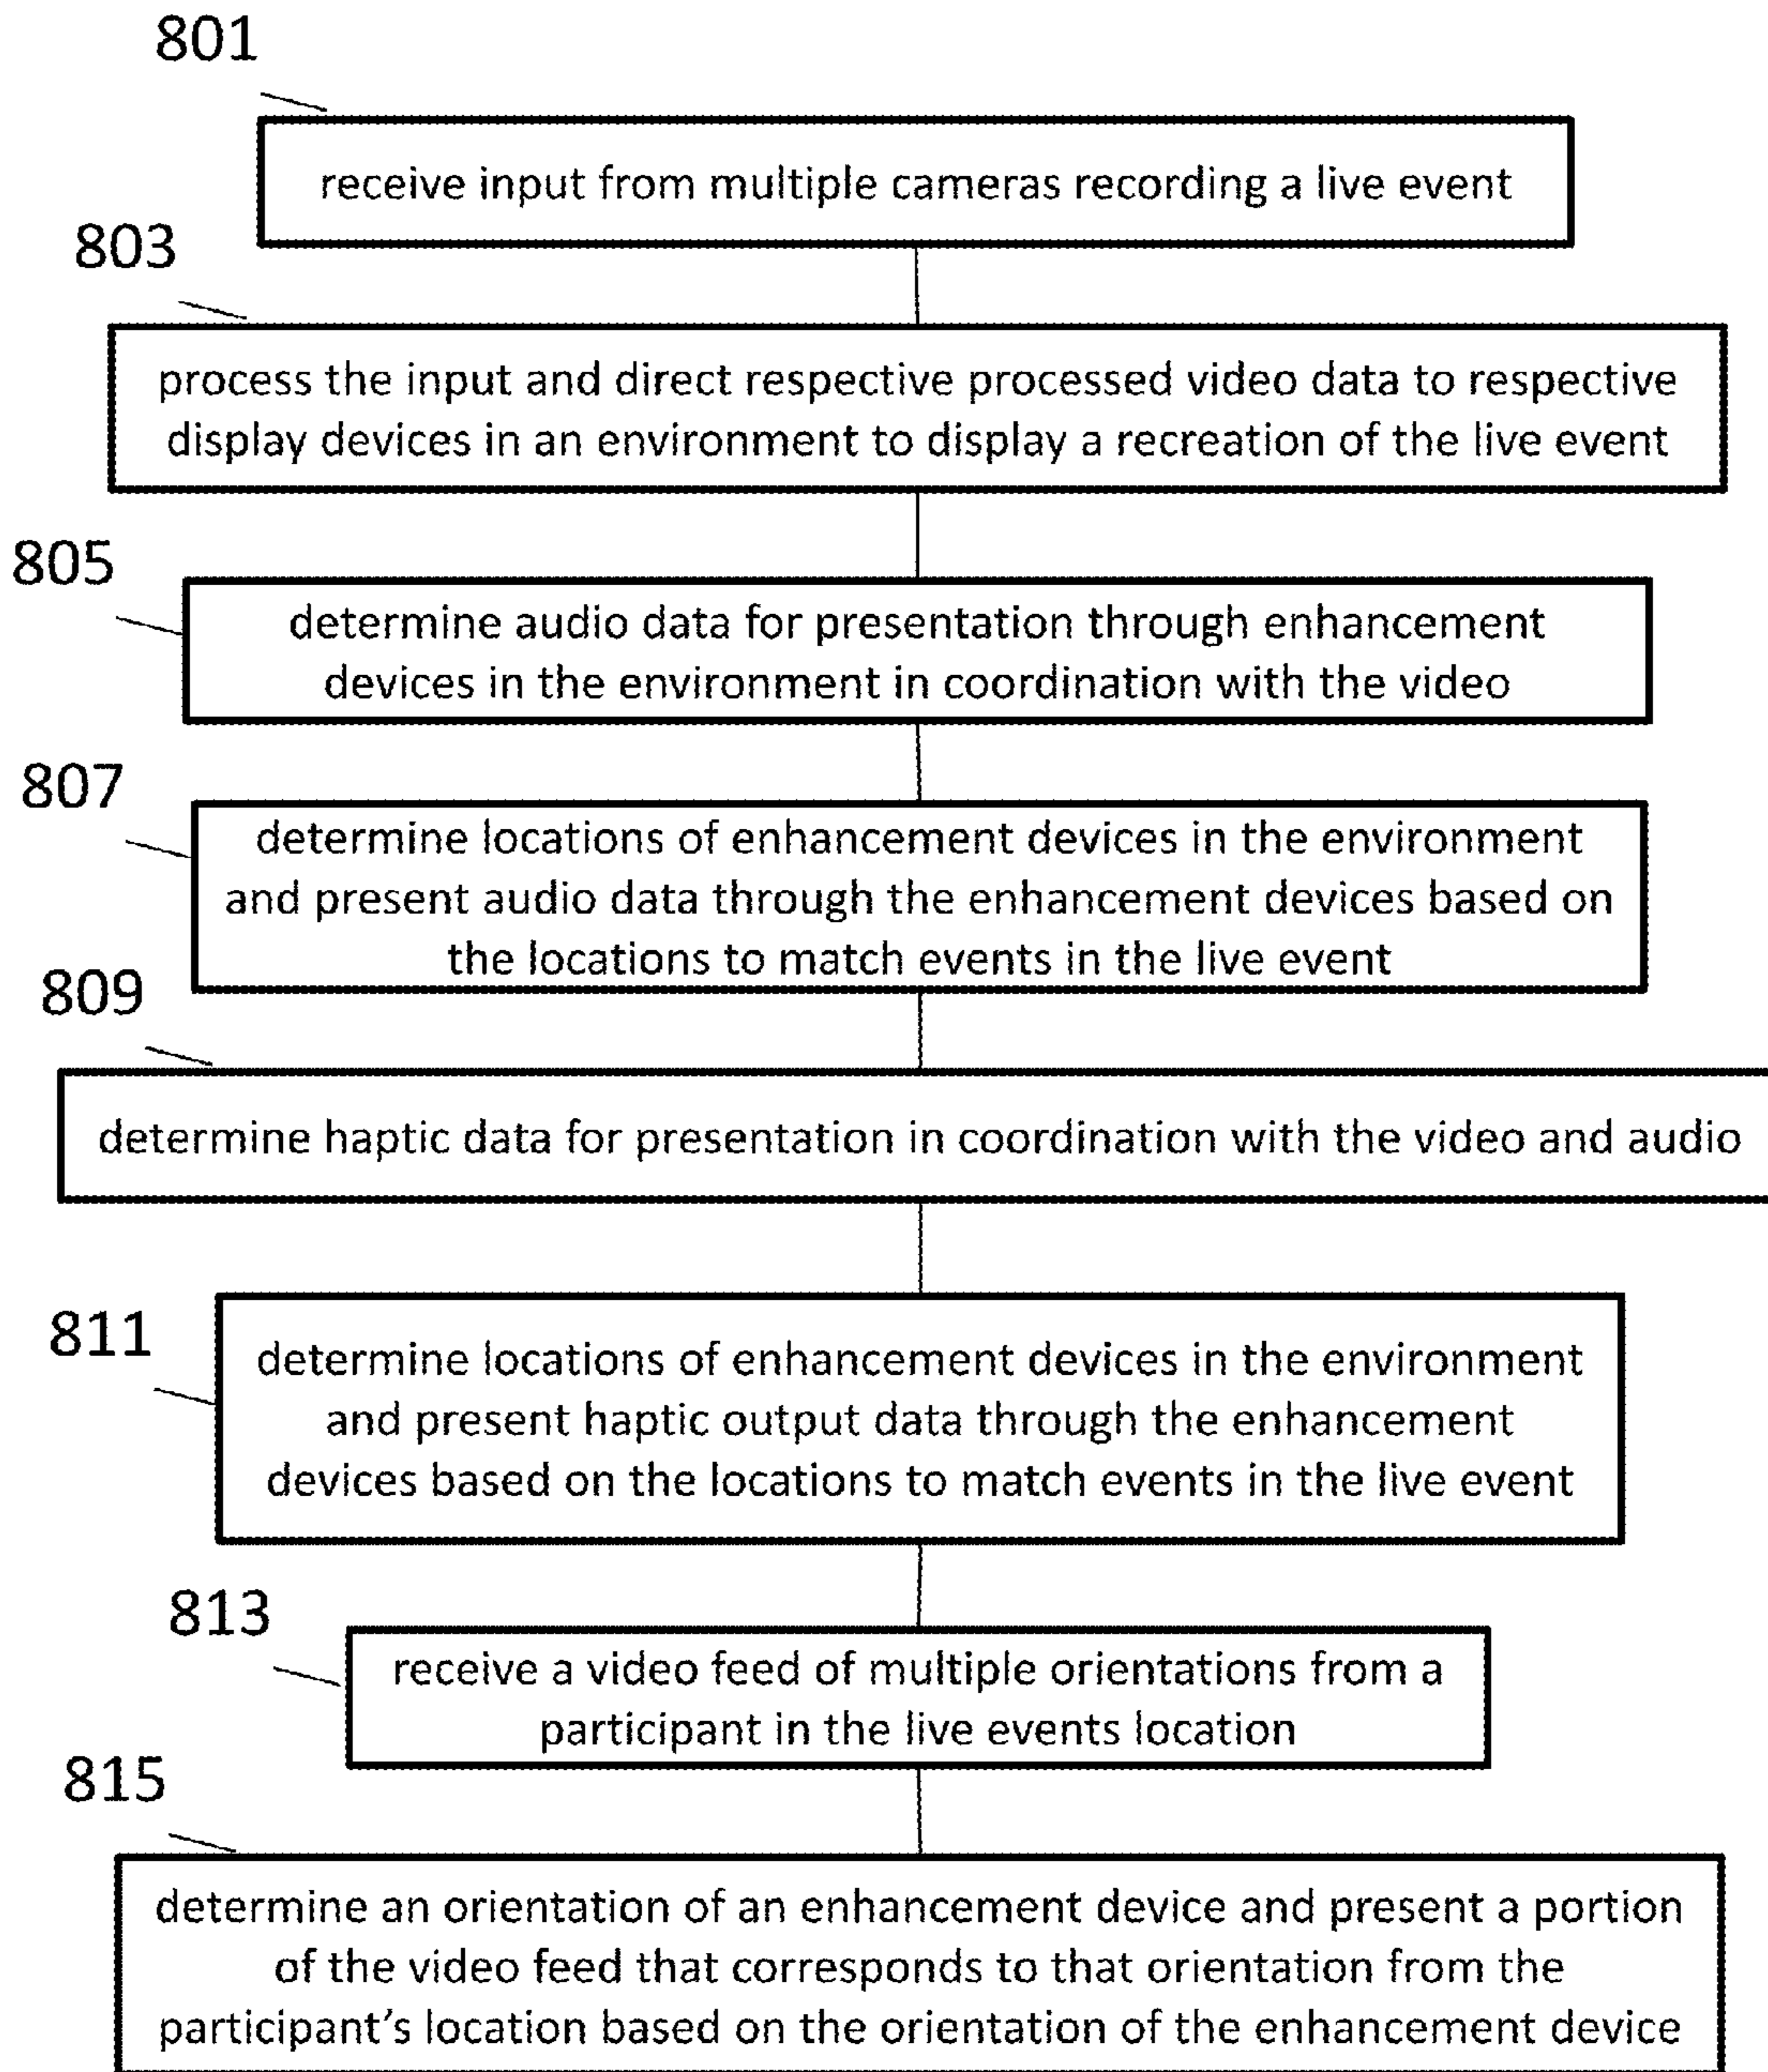 801
receive input from multiple cameras recording a live event
803
process the input and direct respective processed video data to respective
display devices in an environment to display a recreation of the live event
805
determine audio data for presentation through enhancement
devices in the environment in coordination with the video
807
determine locations of enhancement devices in the environment
and present audio data through the enhancement devices based on
the locations to match events in the live event
809
determine haptic data for presentation in coordination with the video and audio
811
determine locations of enhancement devices in the environment
and present haptic output data through the enhancement
devices based on the locations to match events in the live event
813
receive a video feed of multiple orientations from a
participant in the live events location
815
determine an orientation of an enhancement device and present a portion
of the video feed that corresponds to that orientation from the
participant's location based on the orientation of the enhancement device